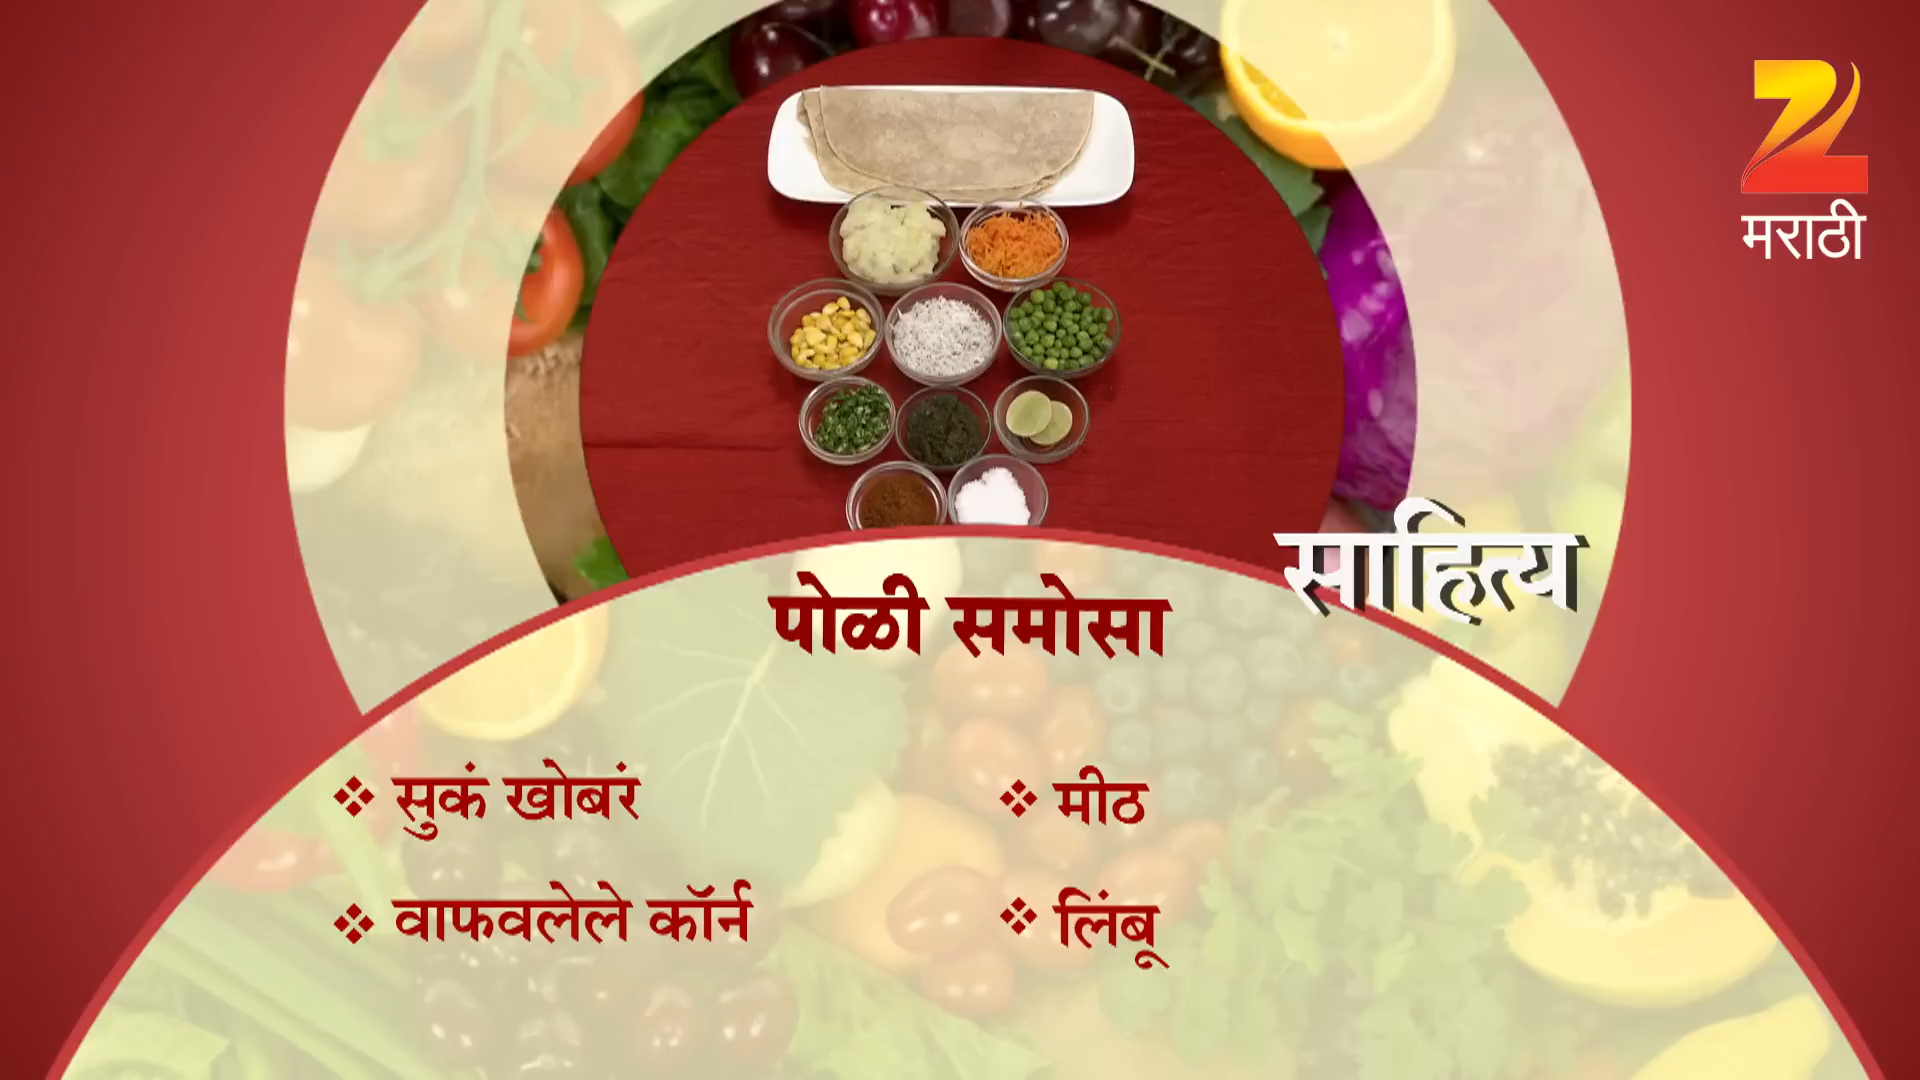 मराठी
साहित्य
पोळी समोसा
❖ सुकं खोबरं
❖ वाफवलेले कॉर्न
❖ मीठ
❖ लिंबू